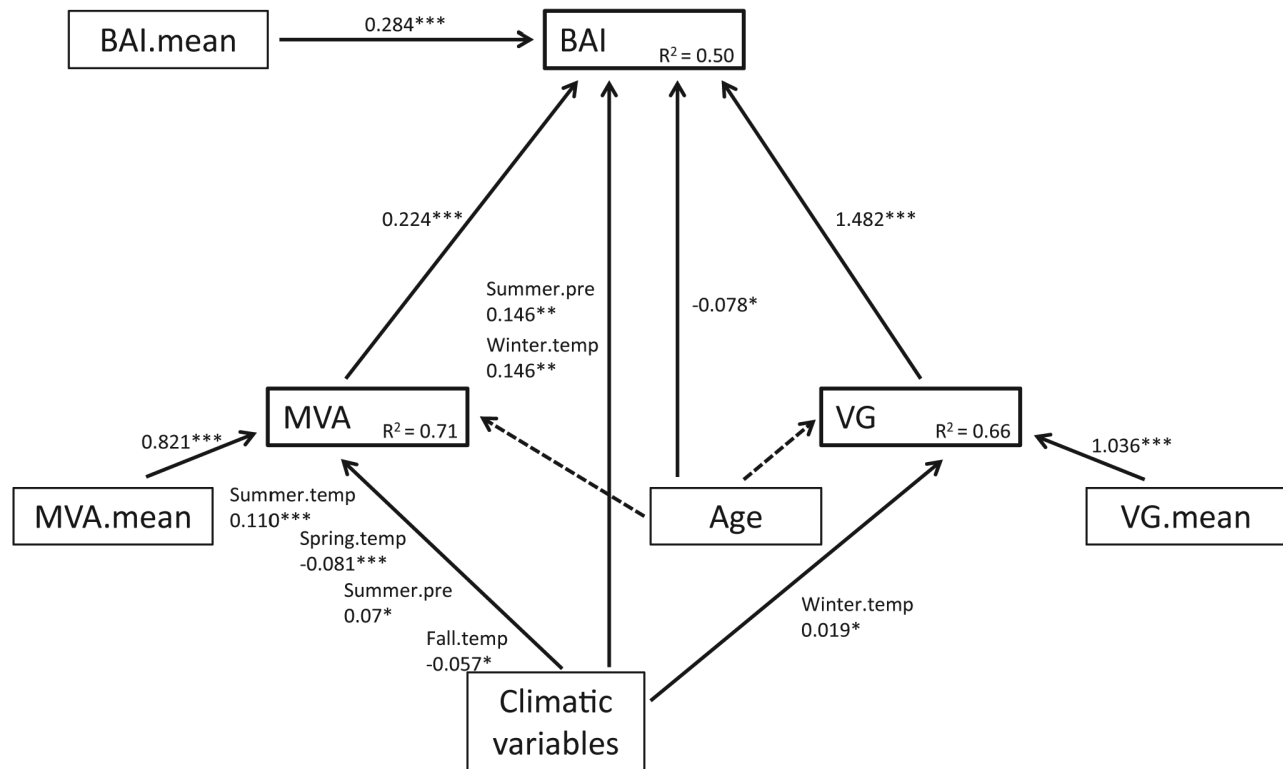 BAI.mean
0.284***
BAI
R² = 0.50
0.224***
1.482***
Summer.pre
0.146**
Winter.temp
0.146**
-0.078*
MVA
R² = 0.71
VG
R² = 0.66
0.821***
1.036***
MVA.mean
Summer.temp
0.110***
Spring.temp
-0.081***
Summer.pre
0.07*
Fall.temp
-0.057*
Age
VG.mean
Winter.temp
0.019*
Climatic
variables